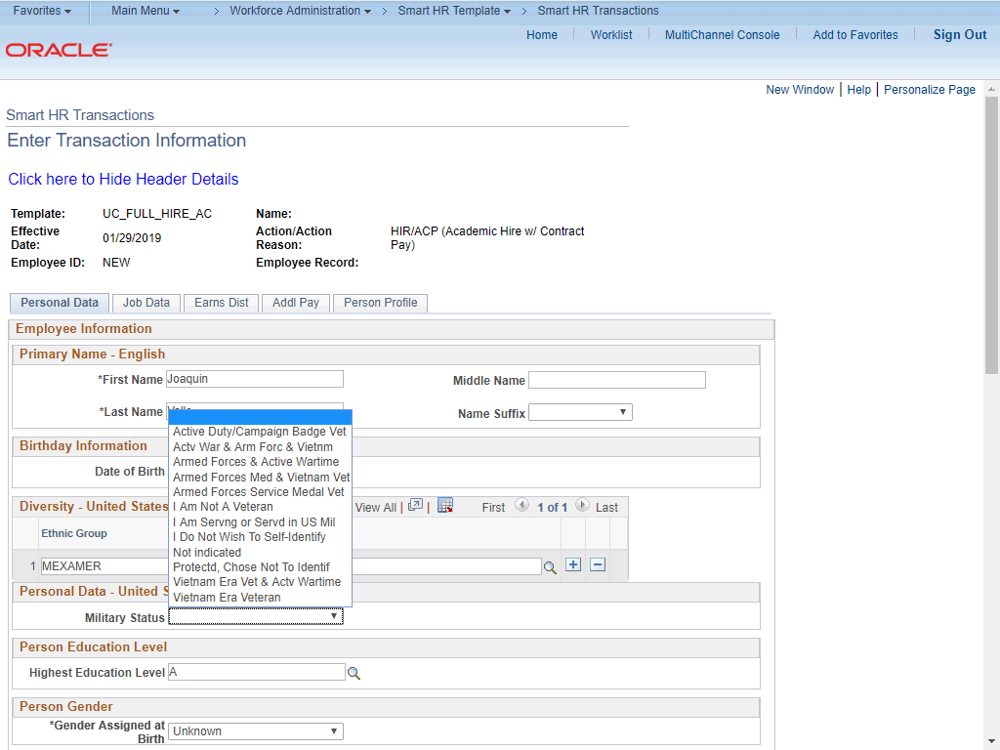 Favorites Main Menu > Workforce Administration > Smart HR Template > Smart HR Transactions
Home Worklist MultiChannel Console Add to Favorites Sign Out
ORACLE
New Window | Help | Personalize Page
Smart HR Transactions
Enter Transaction Information
Click here to Hide Header Details
Template: UC_FULL_HIRE_AC Name:
Effective Date: 01/29/2019 Action/Action Reason: HIR/ACP (Academic Hire w/ Contract Pay)
Employee ID: NEW Employee Record:
Personal Data Job Data Earns Dist Addl Pay Person Profile
Employee Information
Primary Name - English
*First Name Joaquin Middle Name
*Last Name Name Suffix
Birthday Information
Date of Birth
Diversity - United States View All | | First 1 of 1 Last
Ethnic Group
1 MEXAMER
Personal Data - United S
Active Duty/Campaign Badge Vet
Actv War & Arm Forc & Vietnm
Armed Forces & Active Wartime
Armed Forces Med & Vietnam Vet
Armed Forces Service Medal Vet
I Am Not A Veteran
I Am Servng or Servd in US Mil
I Do Not Wish To Self-Identify
Not indicated
Protectd, Chose Not To Identif
Vietnam Era Vet & Actv Wartime
Vietnam Era Veteran
Military Status
Person Education Level
Highest Education Level A
Person Gender
*Gender Assigned at Birth Unknown